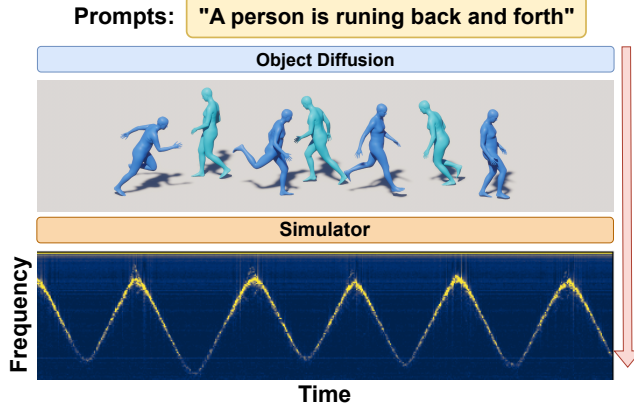 Prompts: "A person is runing back and forth"
Object Diffusion
Simulator
Frequency
Time